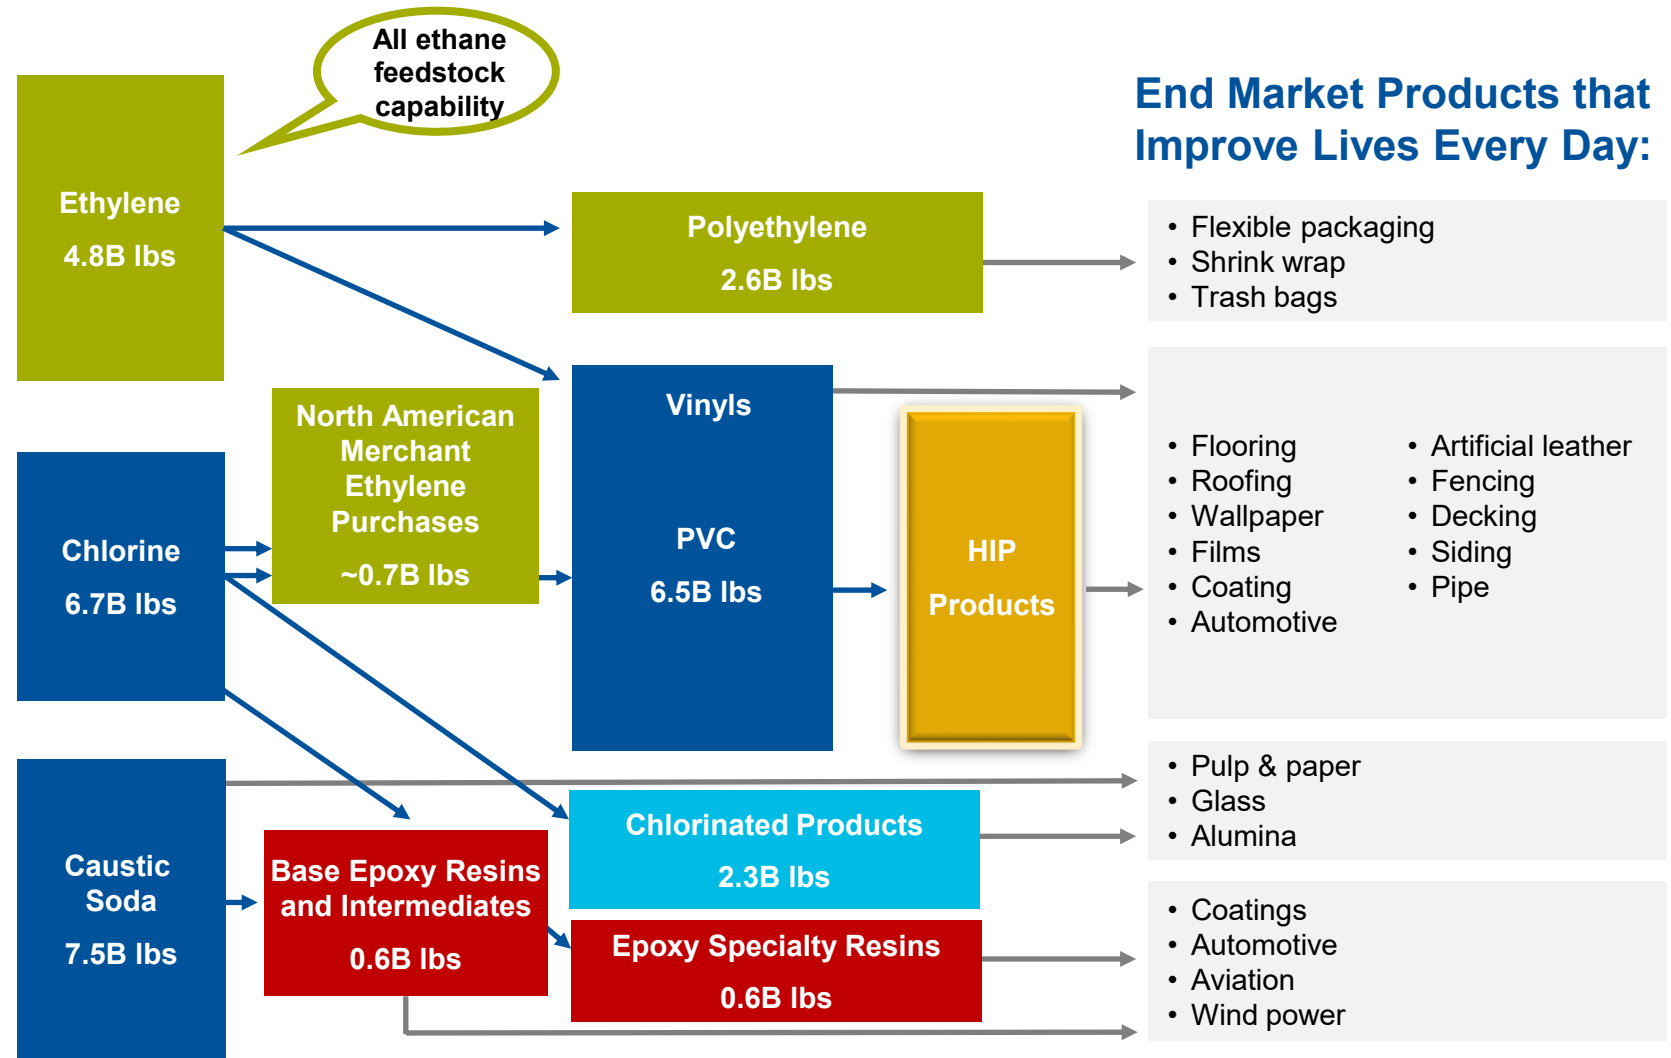 All ethane
feedstock
capability
End Market Products that
Improve Lives Every Day:
Ethylene
4.8B lbs
Polyethylene
2.6B lbs
• Flexible packaging
• Shrink wrap
• Trash bags
North American
Merchant
Ethylene
Purchases
~0.7B lbs
Vinyls
PVC
6.5B lbs
HIP
Products
• Flooring
• Roofing
• Wallpaper
• Films
• Coating
• Automotive
• Artificial leather
• Fencing
• Decking
• Siding
• Pipe
Chlorine
6.7B lbs
Caustic
Soda
7.5B lbs
Base Epoxy Resins
and Intermediates
0.6B lbs
Chlorinated Products
2.3B lbs
• Pulp & paper
• Glass
• Alumina
Epoxy Specialty Resins
0.6B lbs
• Coatings
• Automotive
• Aviation
• Wind power